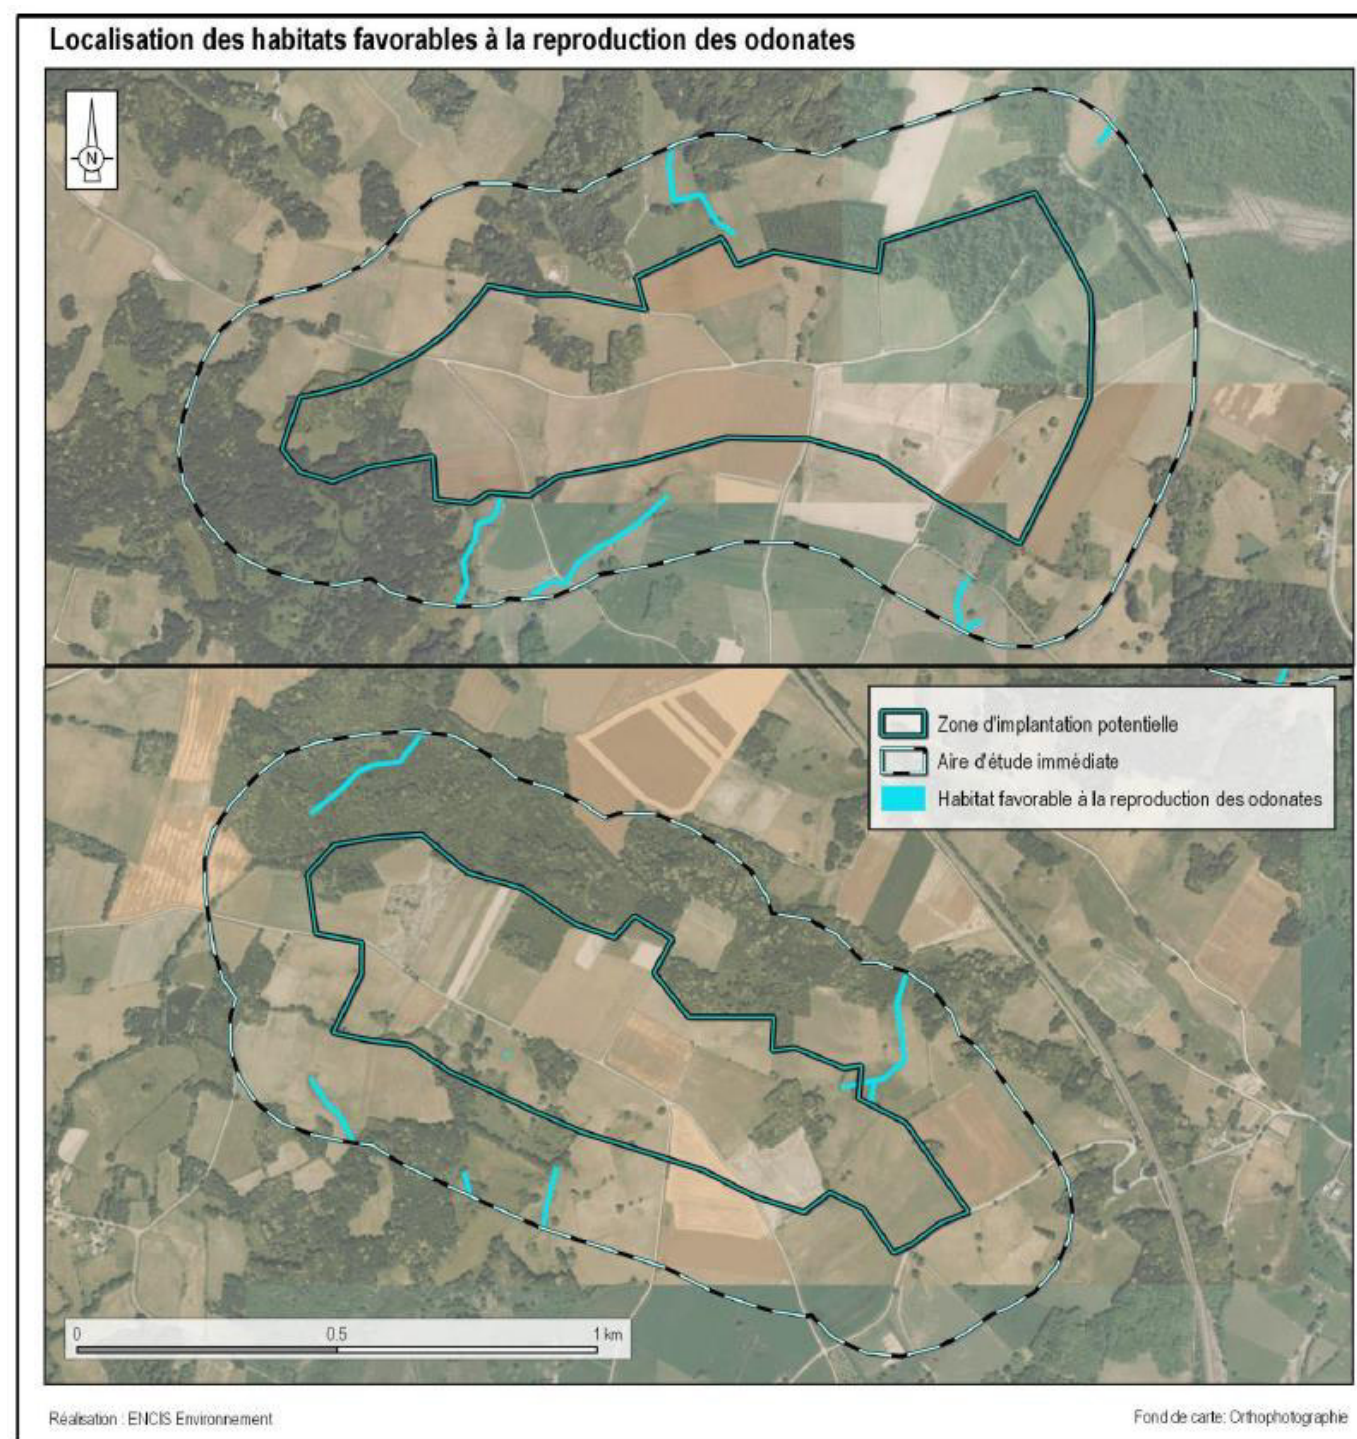 Localisation des habitats favorables à la reproduction des odonates
N
Zone d'implantation potentielle
Aire d'étude immédiate
Habitat favorable à la reproduction des odonates
0 0.5 1 km
Réalisation : ENCIS Environnement
Fond de carte: Orthophotographie